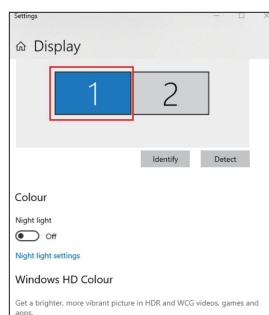 Settings
Display
1 2
Identify Detect
Colour
Night light
Off
Night light settings
Windows HD Colour
Get a brighter, more vibrant picture in HDR and WCG videos, games and
apps.